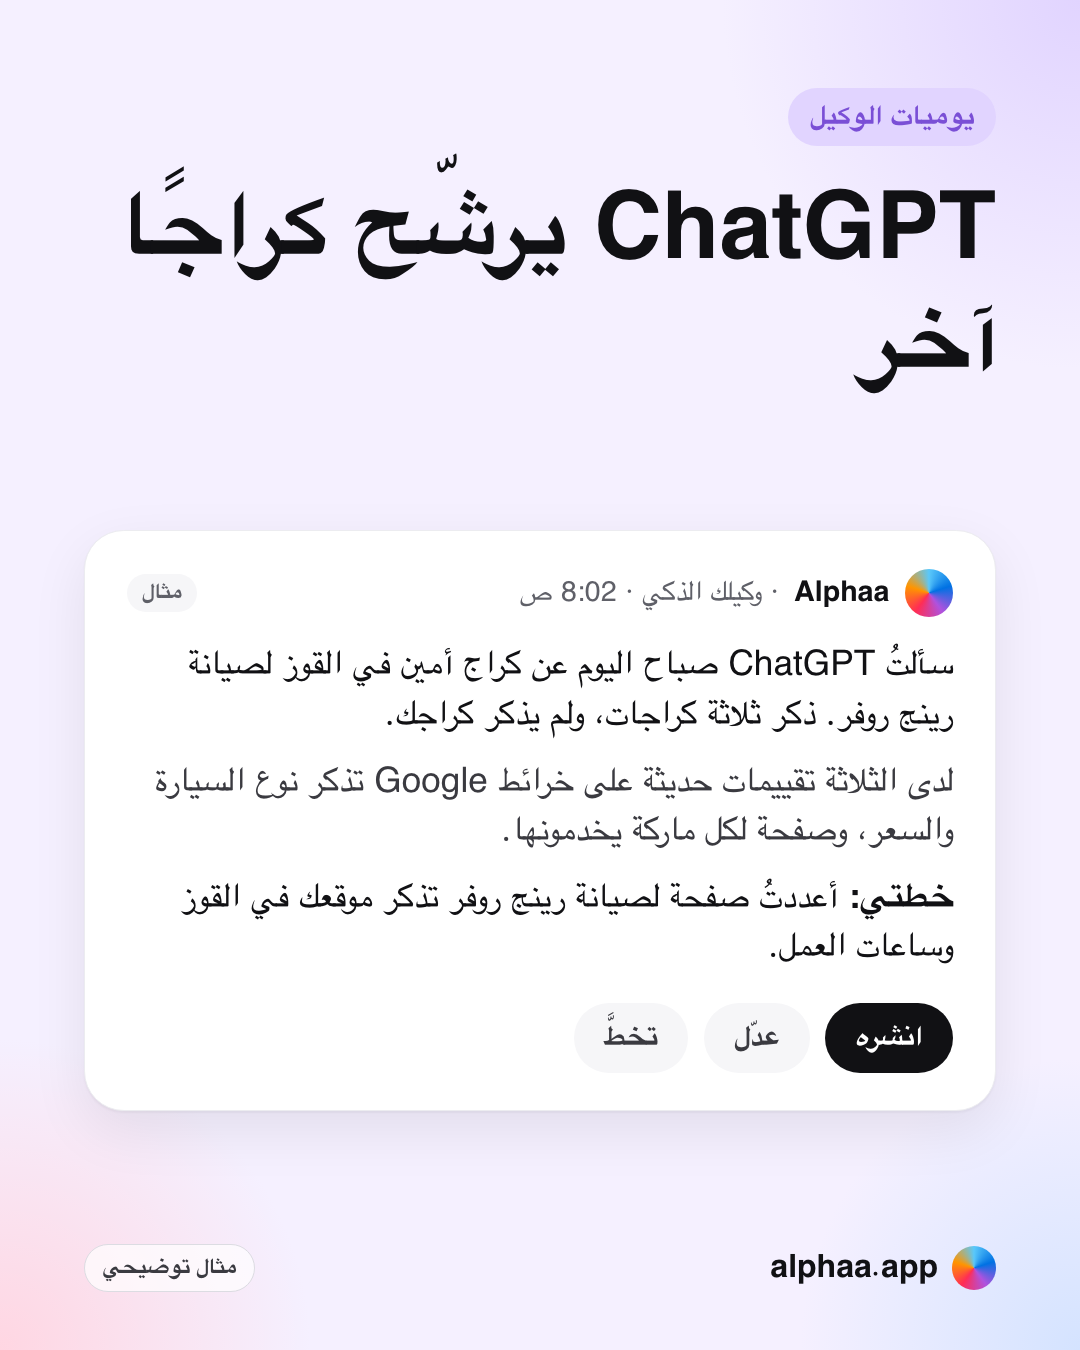 يوميات الوكيل
ChatGPT يرشّح كراجًا
آخر
Alphaa · وكيلك الذكي · 8:02 ص
مثال
سألتُ ChatGPT صباح اليوم عن كراج أمين في القوز لصيانة
رينج روفر. ذكر ثلاثة كراجات، ولم يذكر كراجك.
لدى الثلاثة تقييمات حديثة على خرائط Google تذكر نوع السيارة
والسعر، وصفحة لكل ماركة يخدمونها.
خطتي: أعددتُ صفحة لصيانة رينج روفر تذكر موقعك في القوز
وساعات العمل.
انشره
عدّل
تخطَّ
alphaa.app
مثال توضيحي